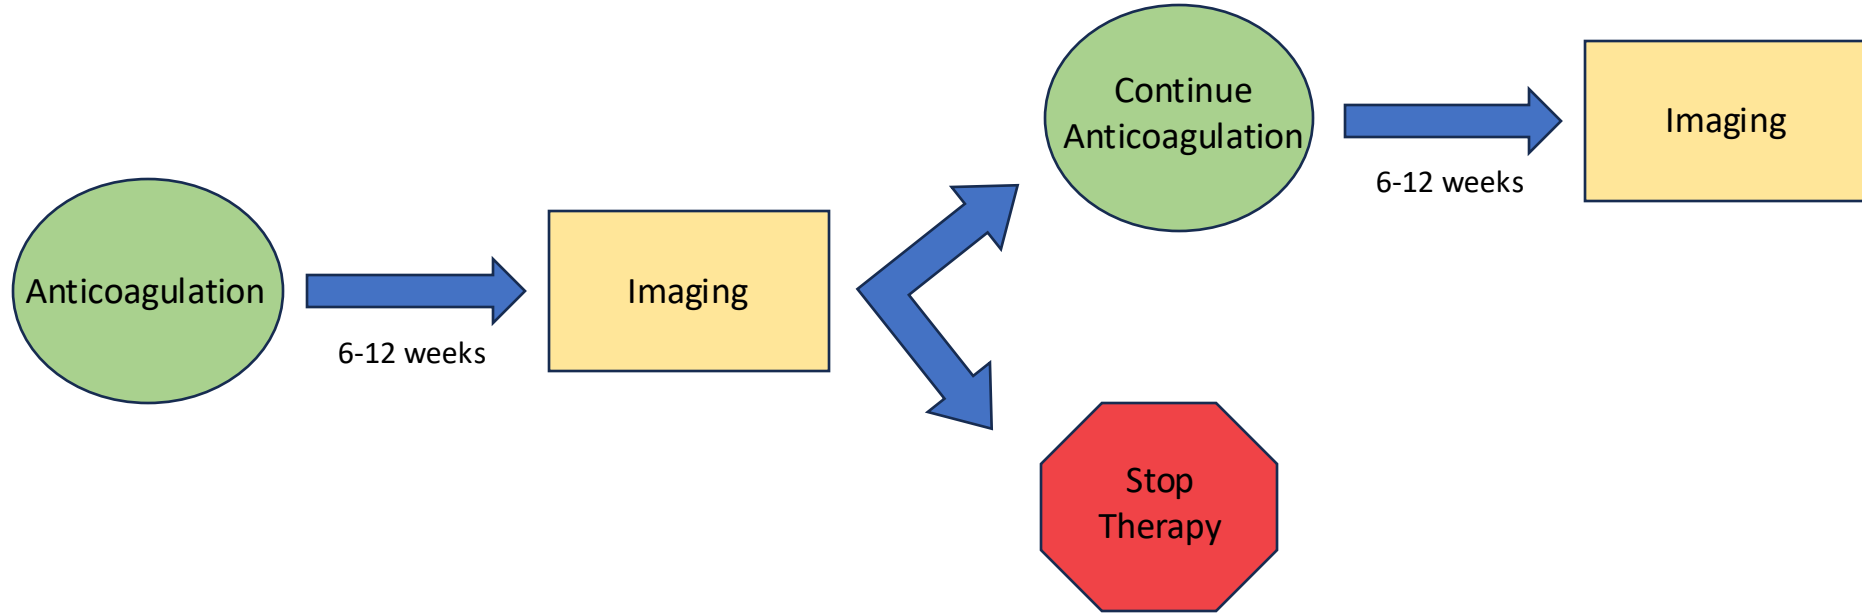 Anticoagulation
6-12 weeks
Imaging
Continue
Anticoagulation
6-12 weeks
Imaging
Stop
Therapy